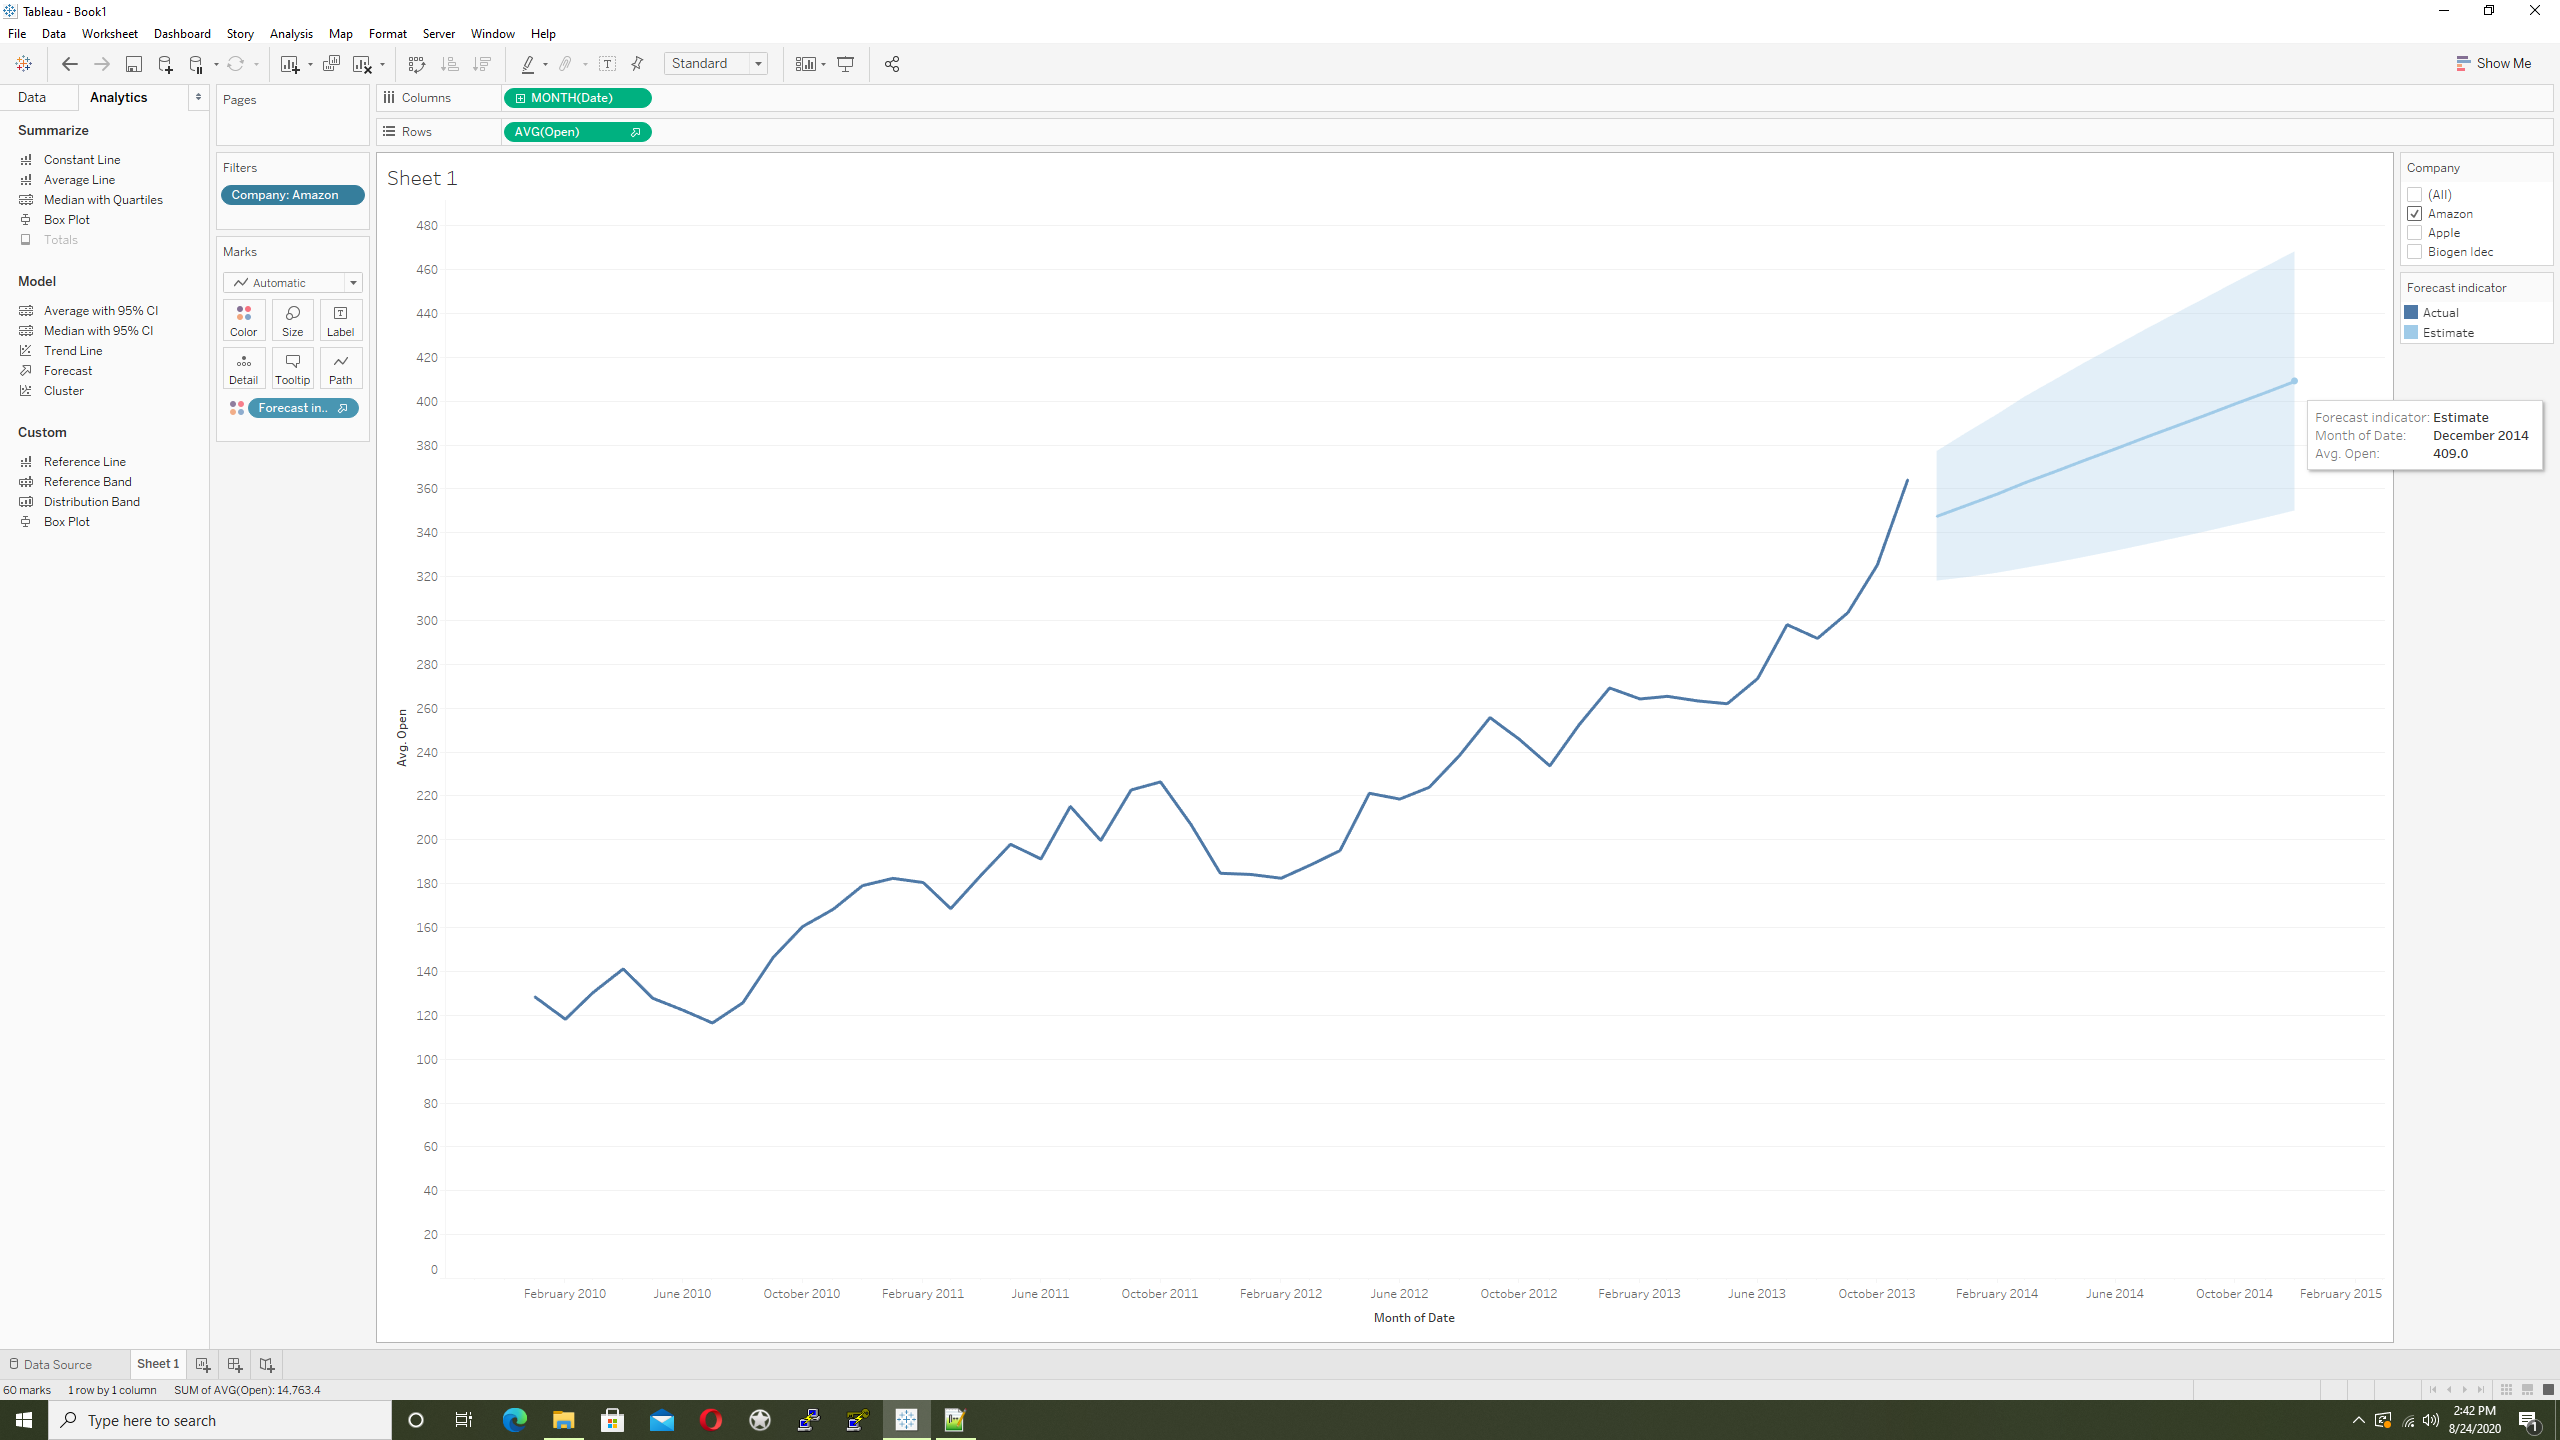 Tableau - Book1
File Data Worksheet Dashboard Story Analysis Map Format Server Window Help
Standard
Show Me
Data Analytics
Summarize
Constant Line
Average Line
Median with Quartiles
Box Plot
Totals
Model
Average with 95% CI
Median with 95% CI
Trend Line
Forecast
Cluster
Custom
Reference Line
Reference Band
Distribution Band
Box Plot
Pages
Filters
Company: Amazon
Marks
Automatic
Color Size Label
Detail Tooltip Path
Forecast in..
Columns MONTH(Date)
Rows AVG(Open)
Sheet 1
480
460
440
420
400
380
360
340
320
300
280
260
240
220
200
180
160
140
120
100
80
60
40
20
0
Avg. Open
February 2010 June 2010 October 2010 February 2011 June 2011 October 2011 February 2012 June 2012 October 2012 February 2013 June 2013 October 2013 February 2014 June 2014 October 2014 February 2015
Month of Date
Forecast indicator: Estimate
Month of Date: December 2014
Avg. Open: 409.0
Company
(All)
Amazon
Apple
Biogen Idec
Forecast indicator
Actual
Estimate
Data Source Sheet 1
60 marks 1 row by 1 column SUM of AVG(Open): 14,763.4
Type here to search
2:42 PM
8/24/2020
1